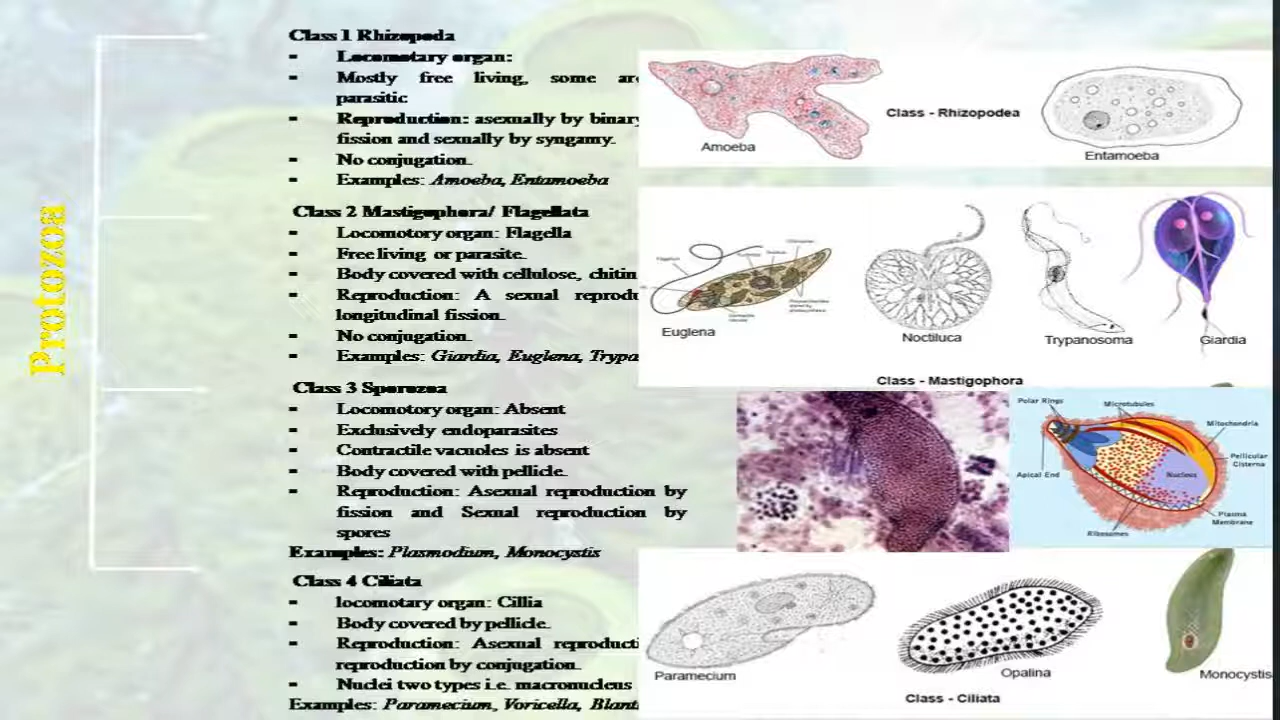 Protozoa
Class 1 Rhizopoda
- Locomotary organ:
- Mostly free living, some are
parasitic
- Reproduction: asexually by binary
fission and sexually by syngamy.
- No conjugation.
- Examples: Amoeba, Entamoeba
Class 2 Mastigophora/ Flagellata
- Locomotory organ: Flagella
- Free living or parasite.
- Body covered with cellulose, chitin
- Reproduction: A sexual reprodu
longitudinal fission.
- No conjugation.
- Examples: Giardia, Euglena, Trypa
Class 3 Sporozoa
- Locomotory organ: Absent
- Exclusively endoparasites
- Contractile vacuoles is absent
- Body covered with pellicle.
- Reproduction: Asexual reproduction by
fission and Sexual reproduction by
spores
Examples: Plasmodium, Monocystis
Class 4 Ciliata
- locomotary organ: Cillia
- Body covered by pellicle.
- Reproduction: Asexual reproducti
reproduction by conjugation.
- Nuclei two types i.e. macronucleus
Examples: Paramecium, Voricella, Blant
Amoeba
Class - Rhizopodea
Entamoeba
Euglena
Noctiluca
Trypanosoma
Giardia
Class - Mastigophora
Polar Rings
Microtubules
Mitochondria
Pellicular
Cisterna
Apical End
Nucleus
Plasma
Membrane
Ribosomes
Paramecium
Opalina
Monocystis
Class - Ciliata